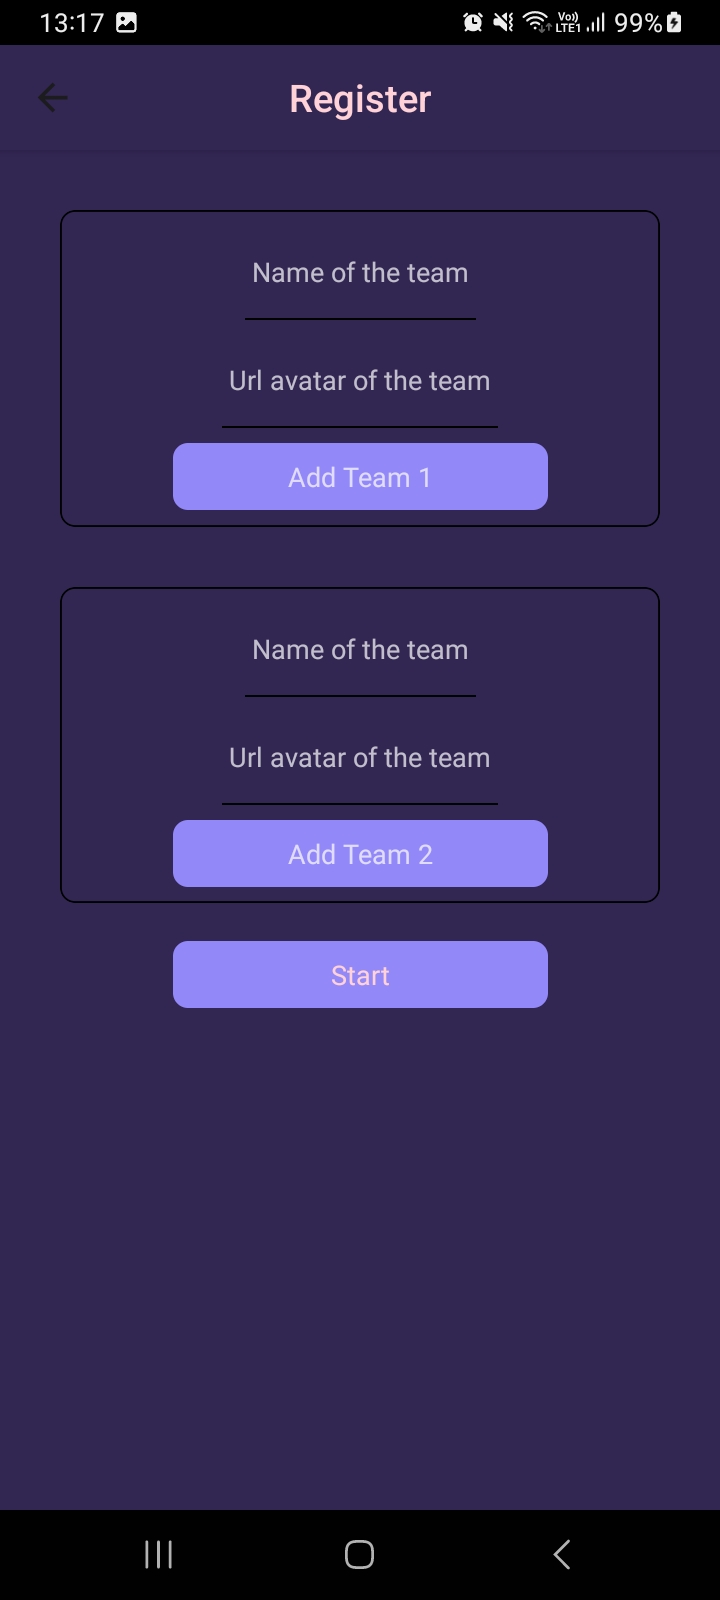 13:17 Vo)) LTE1 99%
Register
Name of the team
Url avatar of the team
Add Team 1
Name of the team
Url avatar of the team
Add Team 2
Start